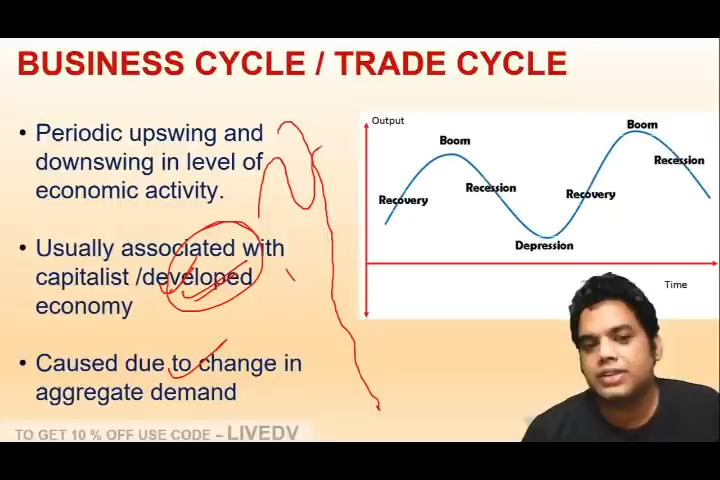 BUSINESS CYCLE / TRADE CYCLE
• Periodic upswing and
downswing in level of
economic activity.
• Usually associated with
capitalist /developed
economy
• Caused due to change in
aggregate demand
TO GET 10 % OFF USE CODE – LIVEDV
Output
Boom
Boom
Recession
Recession
Recovery
Recovery
Depression
Time